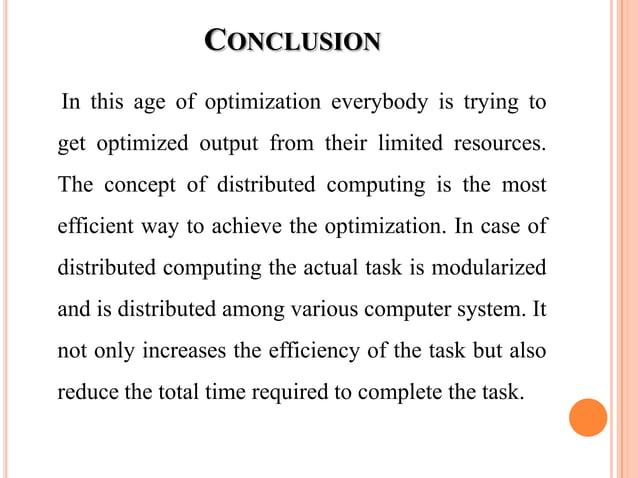 CONCLUSION
In this age of optimization everybody is trying to
get optimized output from their limited resources.
The concept of distributed computing is the most
efficient way to achieve the optimization. In case of
distributed computing the actual task is modularized
and is distributed among various computer system. It
not only increases the efficiency of the task but also
reduce the total time required to complete the task.